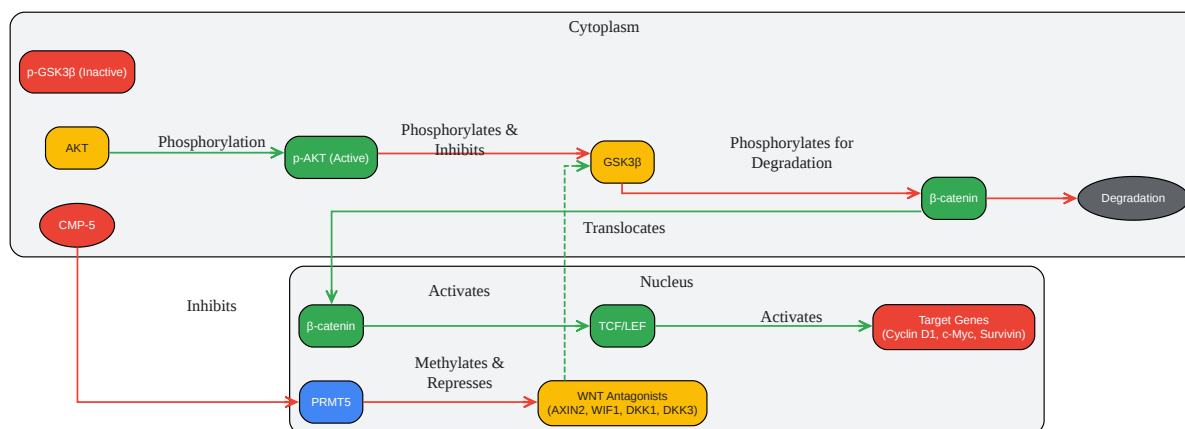 Cytoplasm
p-GSK3β (Inactive)
AKT
Phosphorylation
p-AKT (Active)
Phosphorylates &
Inhibits
GSK3β
Phosphorylates for
Degradation
β-catenin
Degradation
CMP-5
Translocates
Inhibits
Nucleus
β-catenin
Activates
TCF/LEF
Activates
Target Genes
(Cyclin D1, c-Myc, Survivin)
PRMT5
Methylates &
Represses
WNT Antagonists
(AXIN2, WIF1, DKK1, DKK3)